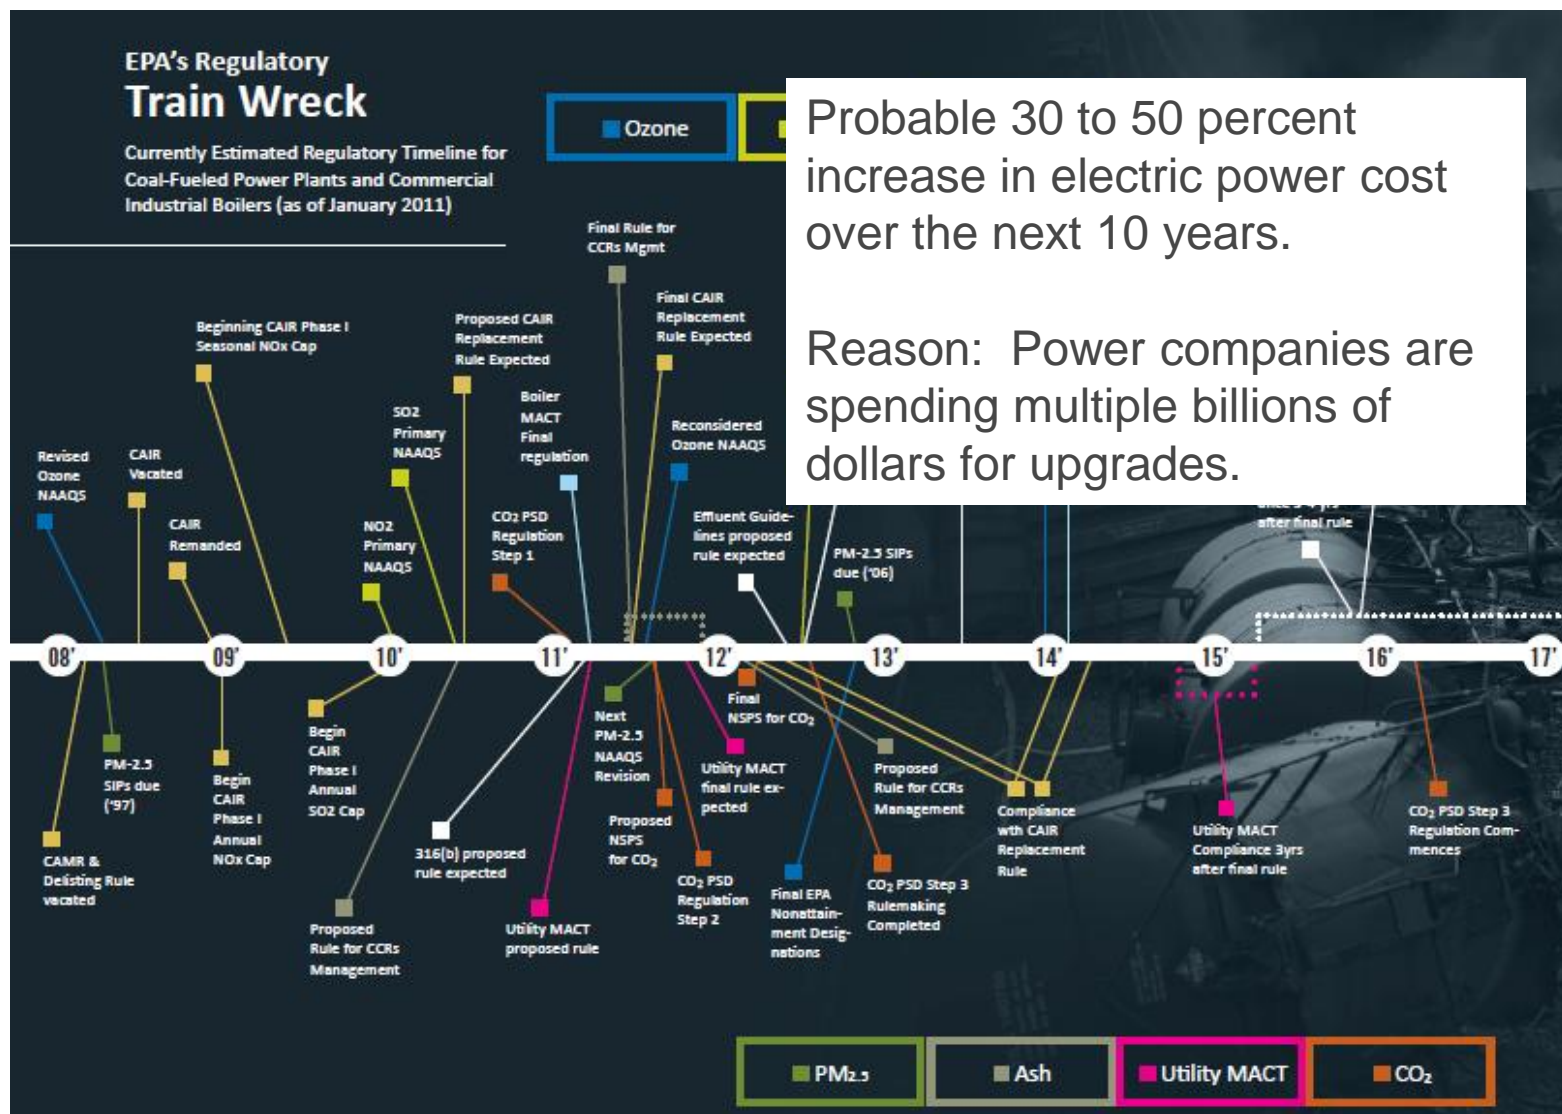 EPA's Regulatory
Train Wreck
Currently Estimated Regulatory Timeline for
Coal-Fueled Power Plants and Commercial
Industrial Boilers (as of January 2011)
Ozone
Probable 30 to 50 percent
increase in electric power cost
over the next 10 years.
Reason: Power companies are
spending multiple billions of
dollars for upgrades.
Revised
Ozone
NAAQS
CAIR
Vacated
CAIR
Remanded
Beginning CAIR Phase I
Seasonal NOx Cap
NO2
Primary
NAAQS
SO2
Primary
NAAQS
Proposed CAIR
Replacement
Rule Expected
CO2 PSD
Regulation
Step 1
Boiler
MACT
Final
regulation
Final Rule for
CCRs Mgmt
Final CAIR
Replacement
Rule Expected
Reconsidered
Ozone NAAQS
Effluent Guide-
lines proposed
rule expected
PM-2.5 SIPs
due ('06)
after final rule
08'
09'
10'
11'
12'
13'
14'
15'
16'
17'
CAMR &
Delisting Rule
vacated
PM-2.5
SIPs due
('97)
Begin
CAIR
Phase I
Annual
NOx Cap
Begin
CAIR
Phase I
Annual
SO2 Cap
Proposed
Rule for CCRs
Management
316(b) proposed
rule expected
Utility MACT
proposed rule
Next
PM-2.5
NAAQS
Revision
Proposed
NSPS
for CO2
CO2 PSD
Regulation
Step 2
Final
NSPS for CO2
Utility MACT
final rule ex-
pected
Final EPA
Nonattain-
ment Desig-
nations
Proposed
Rule for CCRs
Management
CO2 PSD Step 3
Rulemaking
Completed
Compliance
wth CAIR
Replacement
Rule
Utility MACT
Compliance 3yrs
after final rule
CO2 PSD Step 3
Regulation Com-
mences
PM2.5
Ash
Utility MACT
CO2